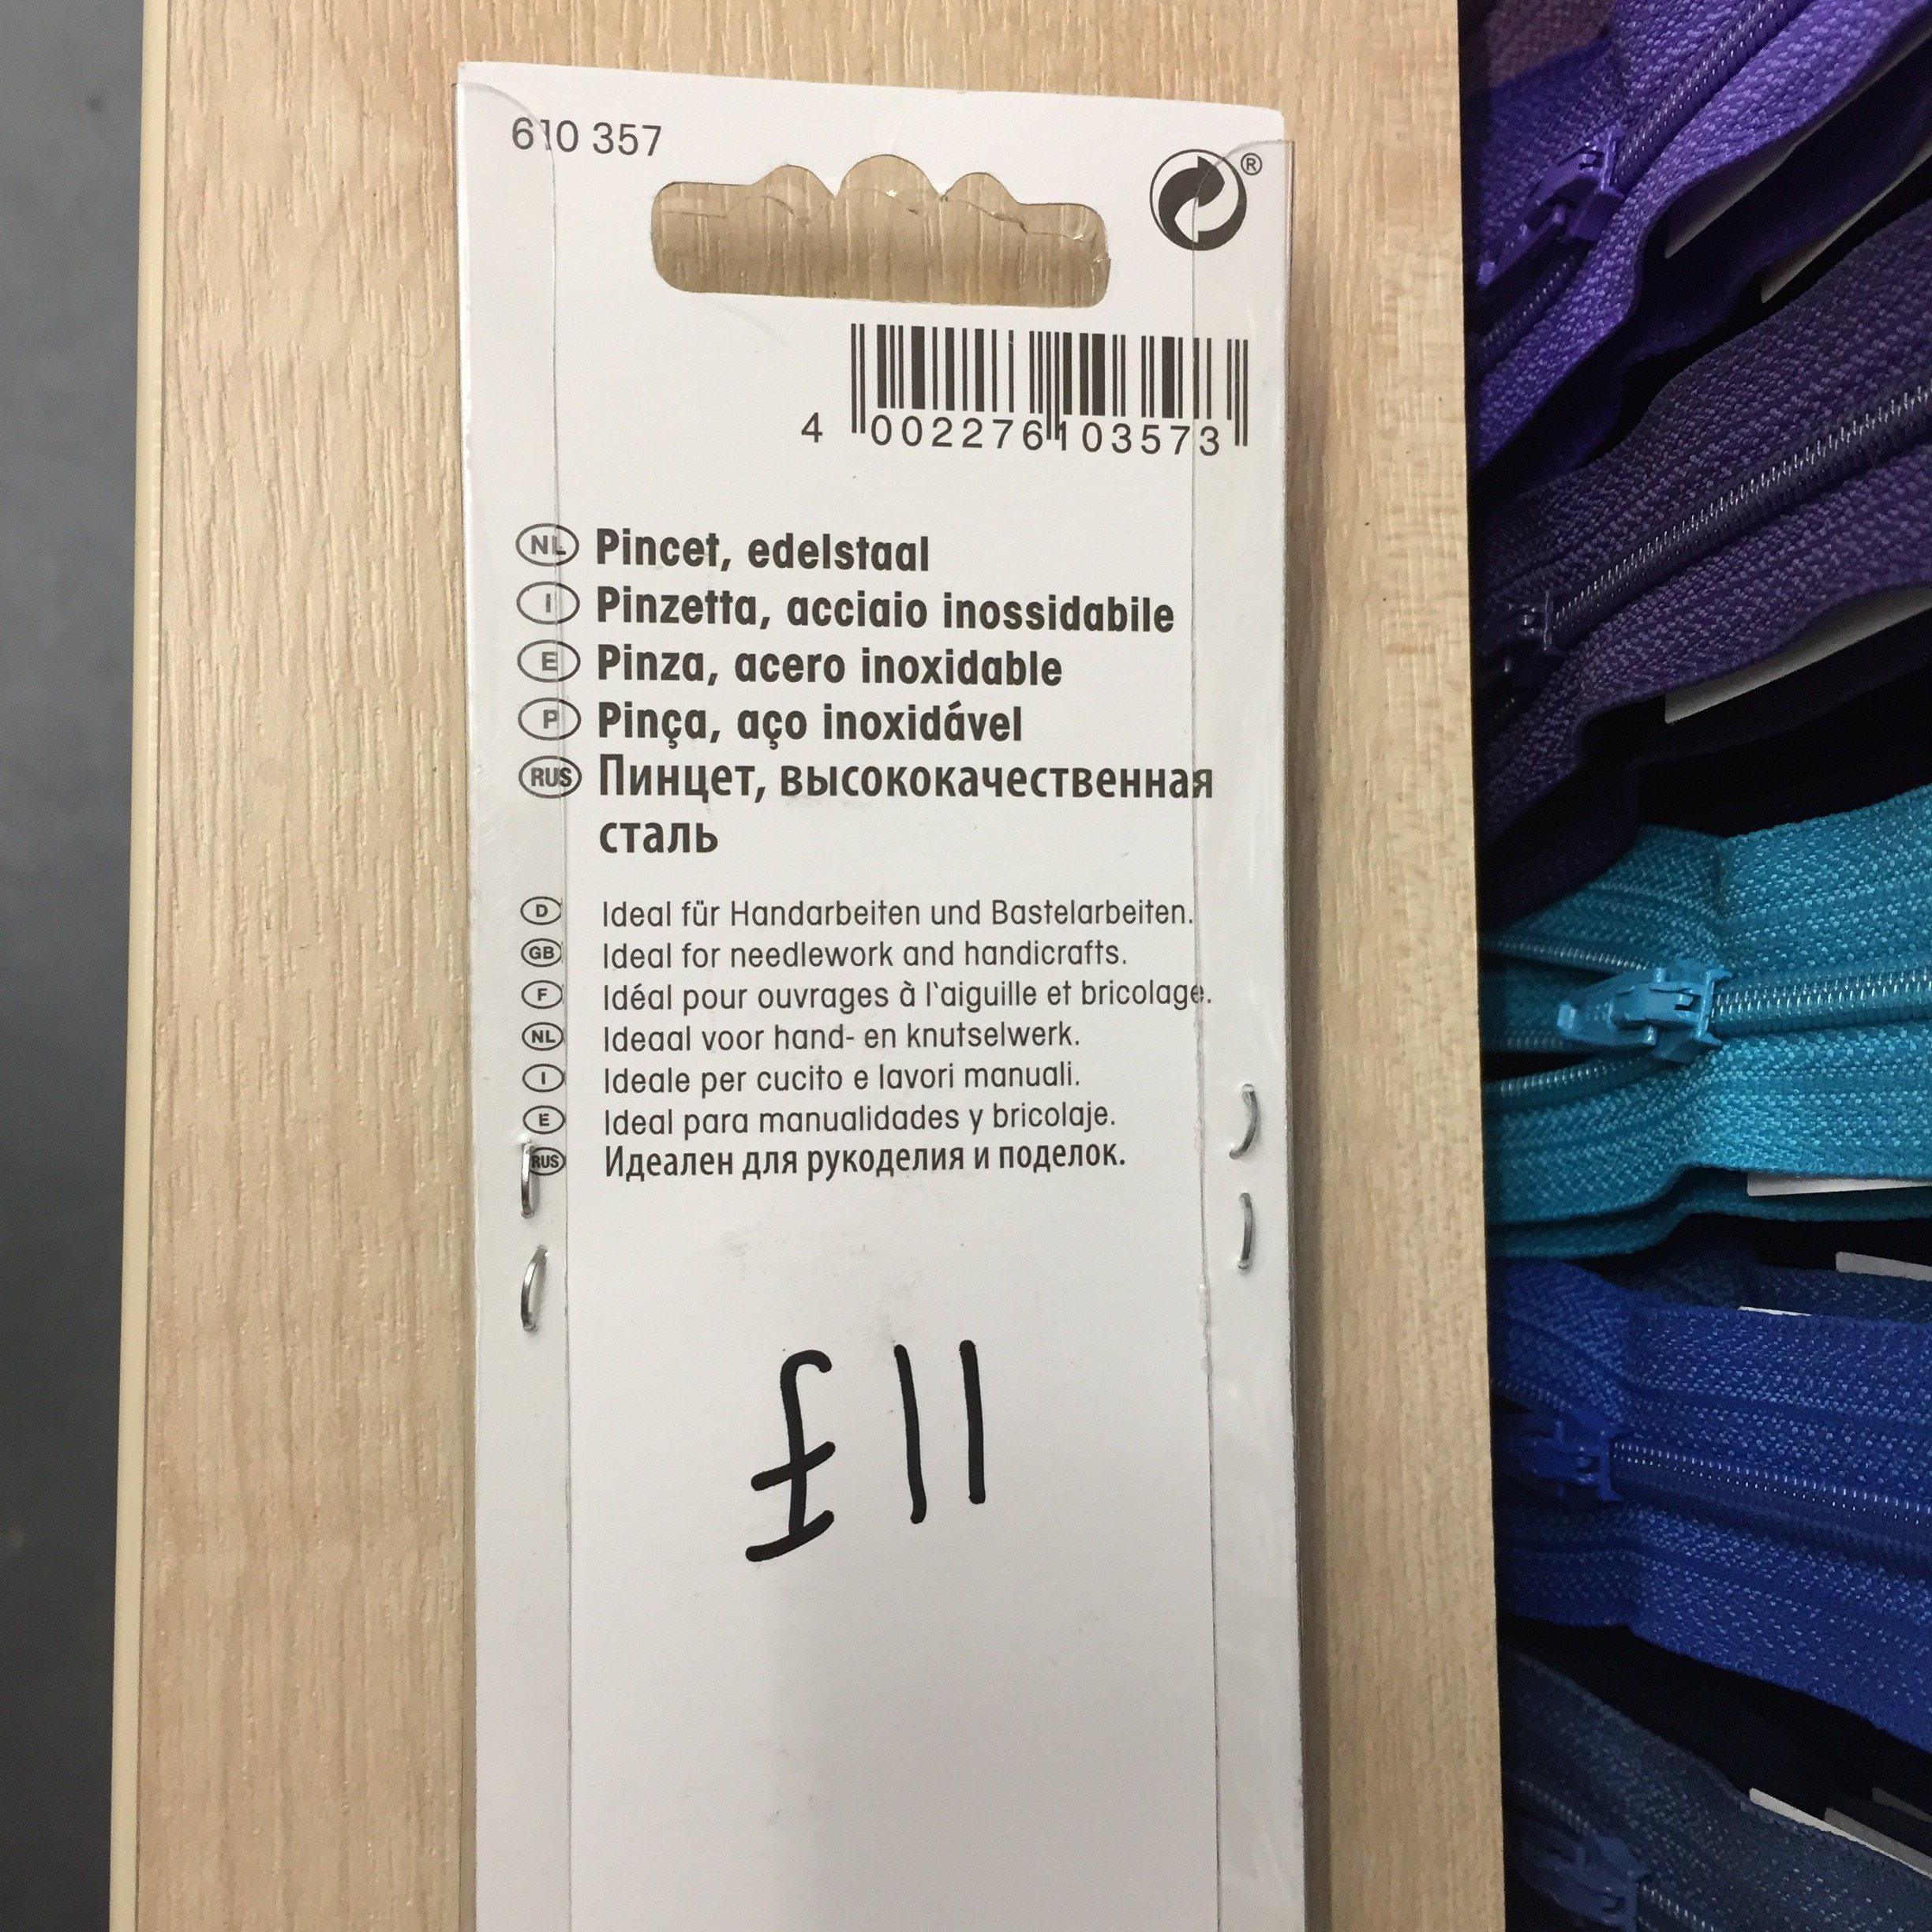 610 357
®
4 002276 103573
NL Pincet, edelstaal
I Pinzetta, acciaio inossidabile
E Pinza, acero inoxidable
P Pinça, aço inoxidável
RUS Пинцет, высококачественная
сталь
D Ideal für Handarbeiten und Bastelarbeiten.
GB Ideal for needlework and handicrafts.
F Idéal pour ouvrages à l'aiguille et bricolage.
NL Ideaal voor hand- en knutselwerk.
I Ideale per cucito e lavori manuali.
E Ideal para manualidades y bricolaje.
RUS Идеален для рукоделия и поделок.
£11